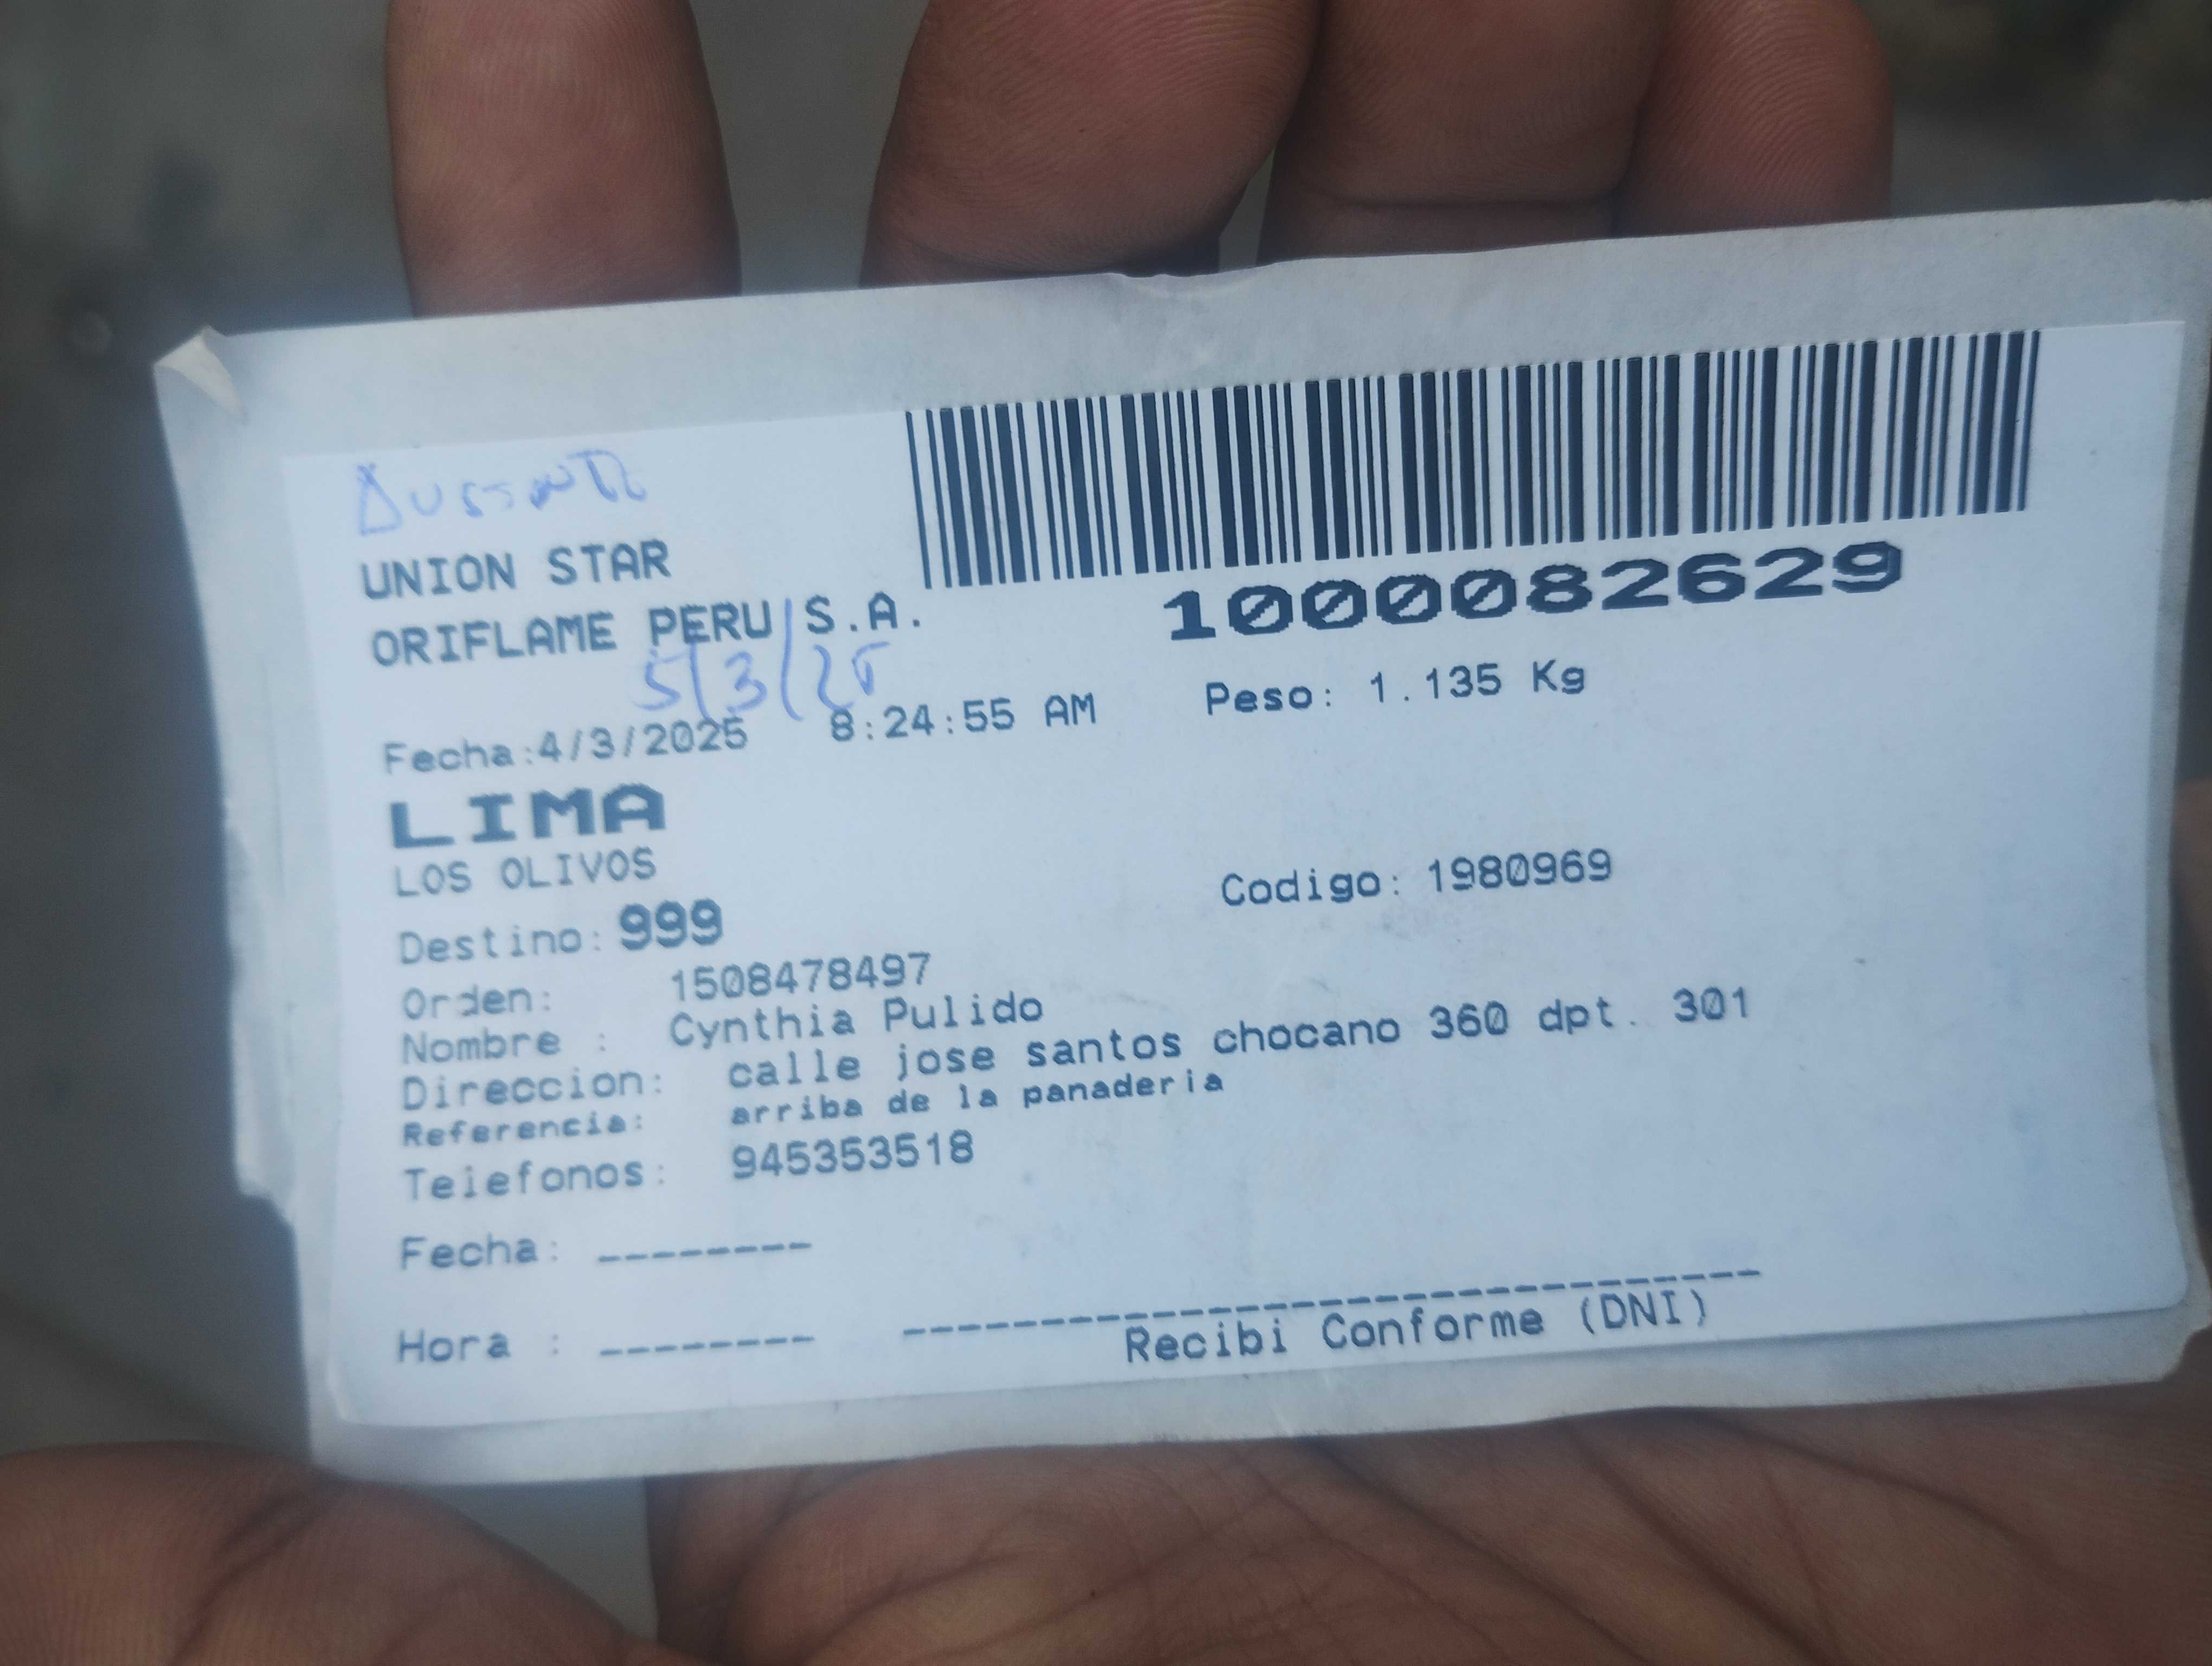 UNION STAR
ORIFLAME PERU S.A.
5/3/25
1000082629
Fecha:4/3/2025 8:24:55 AM Peso: 1.135 Kg
LIMA
LOS OLIVOS
Destino: 999 Codigo: 1980969
Orden: 1508478497
Nombre : Cynthia Pulido
Direccion: calle jose santos chocano 360 dpt. 301
Referencia: arriba de la panaderia
Telefonos: 945353518
Fecha: --------
Hora : --------
Recibi Conforme (DNI)